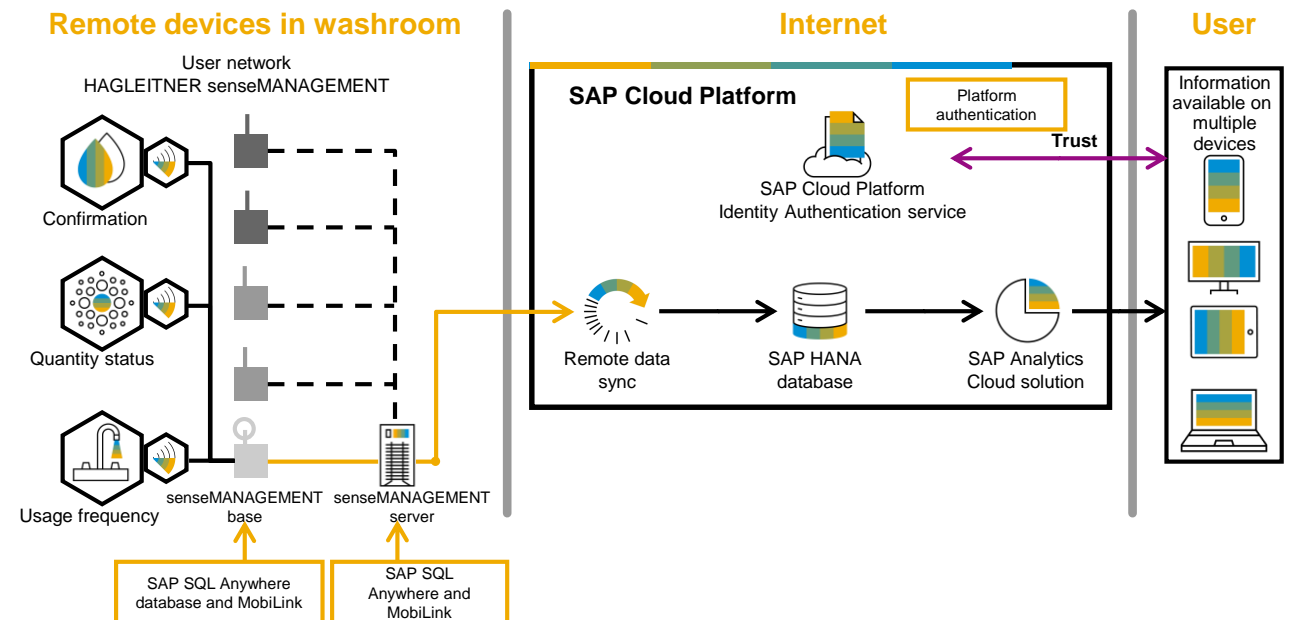 Remote devices in washroom
User network
HAGLEITNER senseMANAGEMENT
Confirmation
Quantity status
Usage frequency
senseMANAGEMENT
base
senseMANAGEMENT
server
SAP SQL Anywhere
database and MobiLink
SAP SQL
Anywhere and
MobiLink
Internet
SAP Cloud Platform
Platform
authentication
Trust
SAP Cloud Platform
Identity Authentication service
Remote data
sync
SAP HANA
database
SAP Analytics
Cloud solution
User
Information
available on
multiple
devices